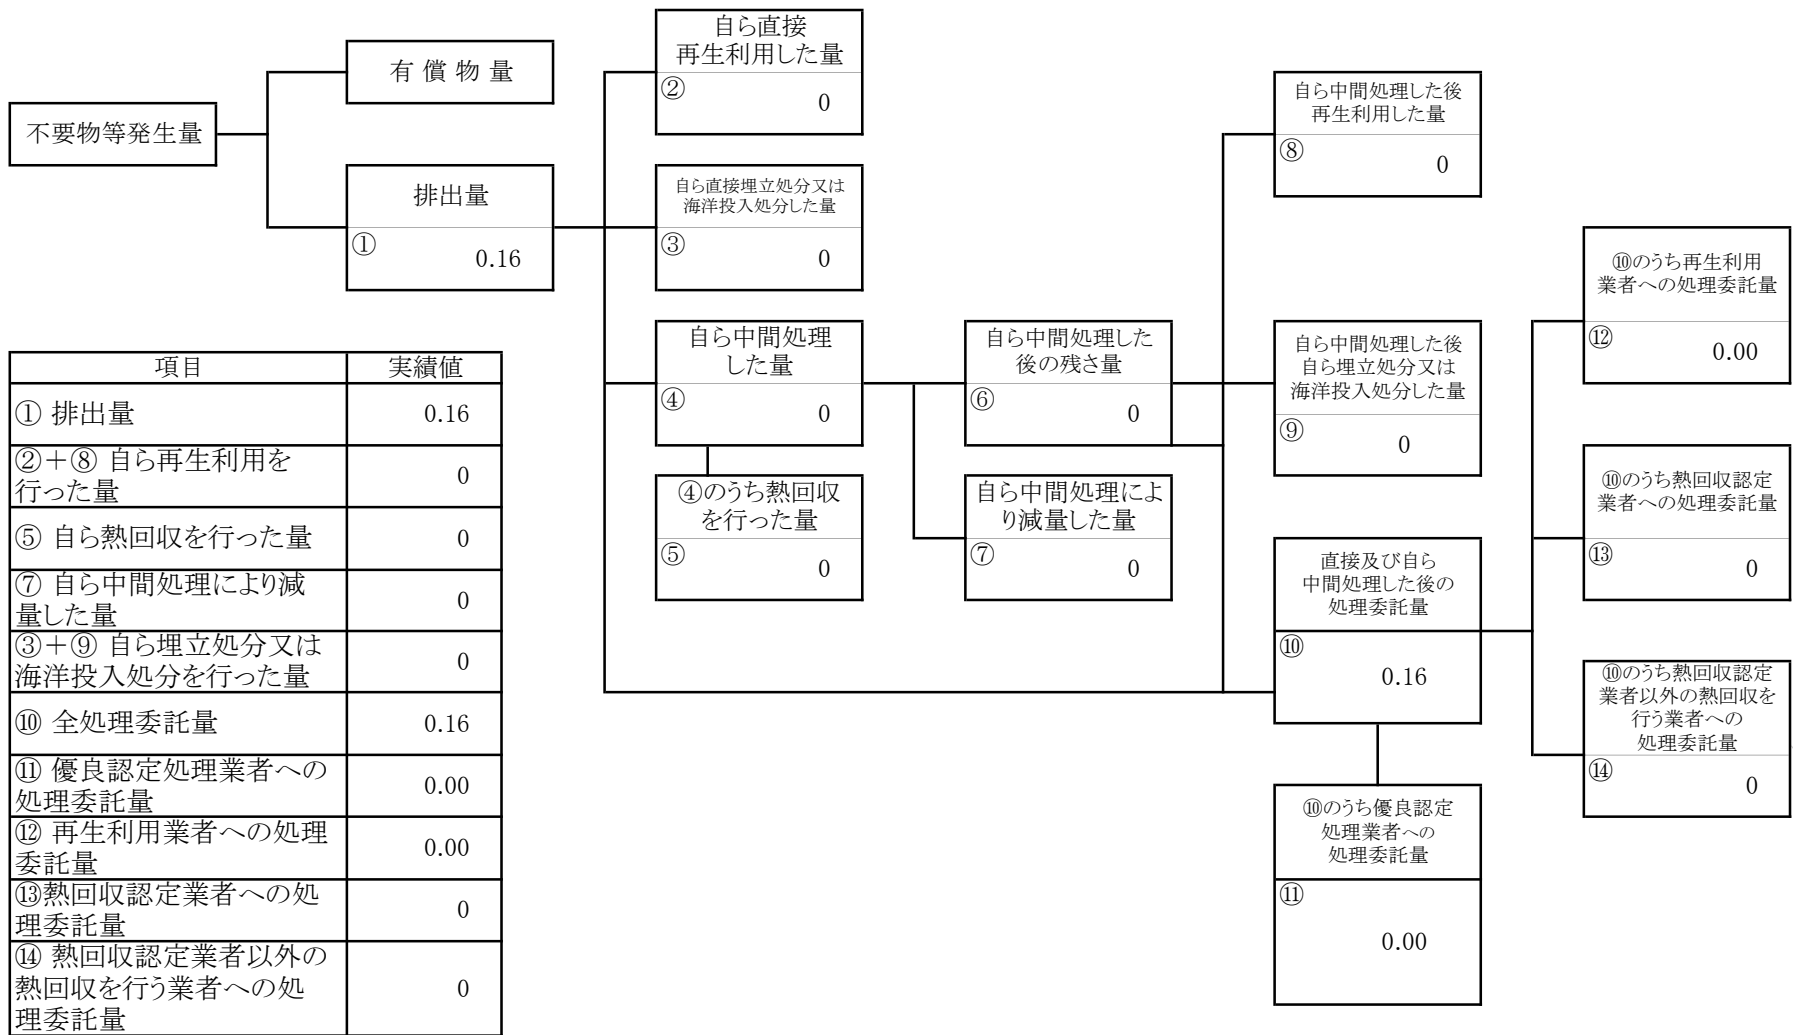 不要物等発生量
有 償 物 量
排出量
①
0.16
自ら直接
再生利用した量
②
0
自ら直接埋立処分又は
海洋投入処分した量
③
0
自ら中間処理
した量
④
0
④のうち熱回収
を行った量
⑤
0
自ら中間処理した
後の残さ量
⑥
0
自ら中間処理によ
り減量した量
⑦
0
自ら中間処理した後
再生利用した量
⑧
0
自ら中間処理した後
自ら埋立処分又は
海洋投入処分した量
⑨
0
直接及び自ら
中間処理した後の
処理委託量
⑩
0.16
⑩のうち優良認定
処理業者への
処理委託量
⑪
0.00
⑩のうち再生利用
業者への処理委託量
⑫
0.00
⑩のうち熱回収認定
業者への処理委託量
⑬
0
⑩のうち熱回収認定
業者以外の熱回収を
行う業者への
処理委託量
⑭
0
項目 実績値
① 排出量 0.16
②＋⑧ 自ら再生利用を
行った量 0
⑤ 自ら熱回収を行った量 0
⑦ 自ら中間処理により減
量した量 0
③＋⑨ 自ら埋立処分又は
海洋投入処分を行った量 0
⑩ 全処理委託量 0.16
⑪ 優良認定処理業者への
処理委託量 0.00
⑫ 再生利用業者への処理
委託量 0.00
⑬熱回収認定業者への処
理委託量 0
⑭ 熱回収認定業者以外の
熱回収を行う業者への処
理委託量 0